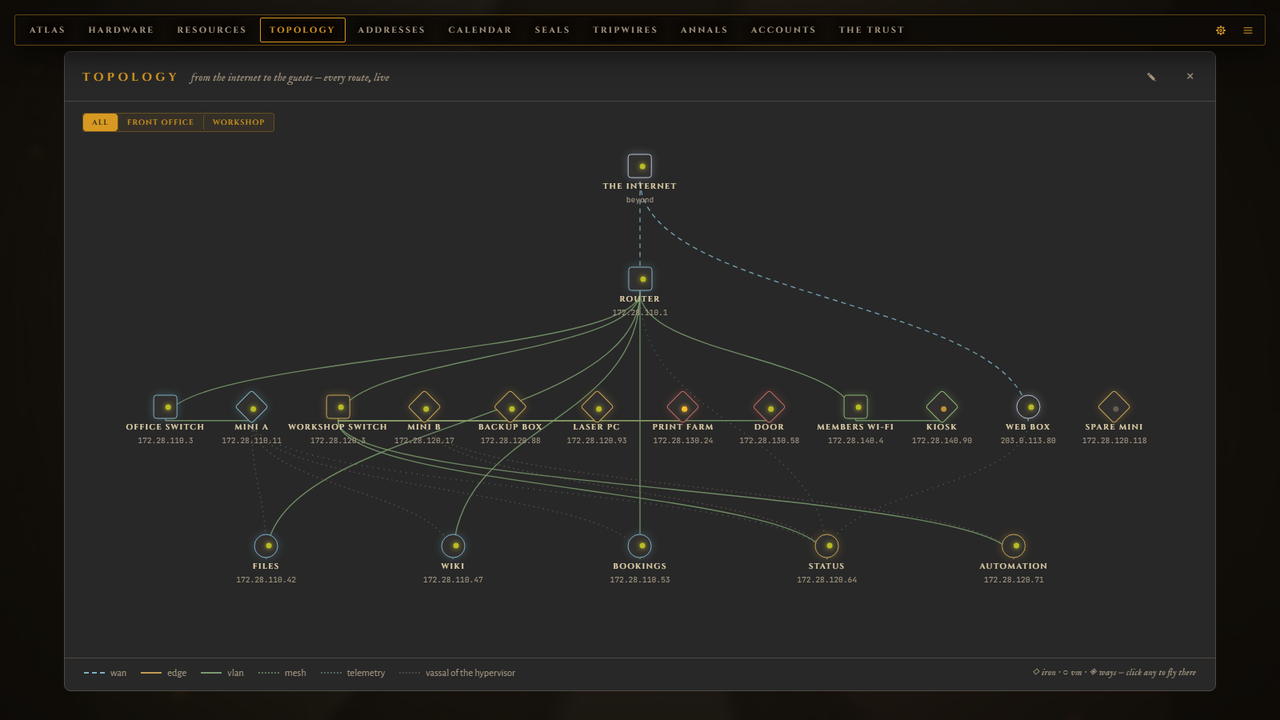 ATLAS HARDWARE RESOURCES TOPOLOGY ADDRESSES CALENDAR SEALS TRIPWIRES ANNALS ACCOUNTS THE TRUST
TOPOLOGY from the internet to the guests — every route, live
ALL FRONT OFFICE WORKSHOP
THE INTERNET
beyond
ROUTER
172.28.110.1
OFFICE SWITCH MINI A WORKSHOP SWITCH MINI B BACKUP BOX LASER PC PRINT FARM DOOR MEMBERS WI-FI KIOSK WEB BOX SPARE MINI
172.28.110.3 172.28.110.11 172.28.120.3 172.28.120.17 172.28.120.88 172.28.120.93 172.28.130.24 172.28.130.58 172.28.140.4 172.28.140.90 203.0.113.80 172.28.120.118
FILES WIKI BOOKINGS STATUS AUTOMATION
172.28.110.42 172.28.110.47 172.28.110.53 172.28.120.64 172.28.120.71
wan edge vlan mesh telemetry vassal of the hypervisor
◇ iron · ○ vm · ◈ ways — click any to fly there